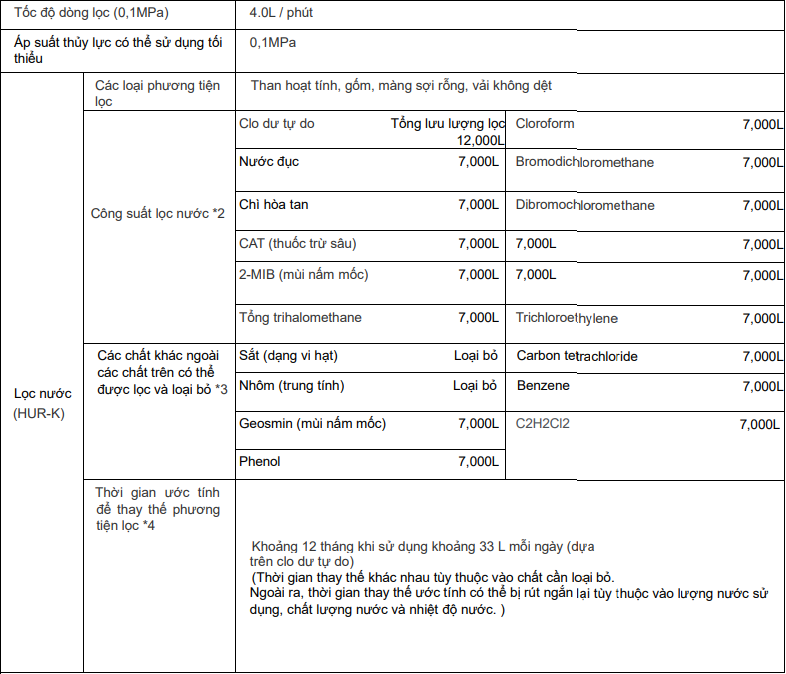 Tốc độ dòng lọc (0,1MPa) 4.0L / phút
Áp suất thủy lực có thể sử dụng tối 0,1MPa
thiểu
Các loại phương tiện Than hoạt tính, gốm, màng sợi rỗng, vải không dệt
lọc
Công suất lọc nước *2
Clo dư tự do Tổng lưu lượng lọc Cloroform 7,000L
12,000L
Nước đục 7,000L Bromodichloromethane 7,000L
Chì hòa tan 7,000L Dibromochloromethane 7,000L
CAT (thuốc trừ sâu) 7,000L 7,000L 7,000L
2-MIB (mùi nấm mốc) 7,000L 7,000L 7,000L
Tổng trihalomethane 7,000L Trichloroethylene 7,000L
Lọc nước
(HUR-K)
Các chất khác ngoài
các chất trên có thể
được lọc và loại bỏ *3
Sắt (dạng vi hạt) Loại bỏ Carbon tetrachloride 7,000L
Nhôm (trung tính) Loại bỏ Benzene 7,000L
Geosmin (mùi nấm mốc) 7,000L C2H2Cl2 7,000L
Phenol 7,000L
Thời gian ước tính
để thay thế phương
tiện lọc *4
Khoảng 12 tháng khi sử dụng khoảng 33 L mỗi ngày (dựa
trên clo dư tự do)
(Thời gian thay thế khác nhau tùy thuộc vào chất cần loại bỏ.
Ngoài ra, thời gian thay thế ước tính có thể bị rút ngắn lại tùy thuộc vào lượng nước sử
dụng, chất lượng nước và nhiệt độ nước. )